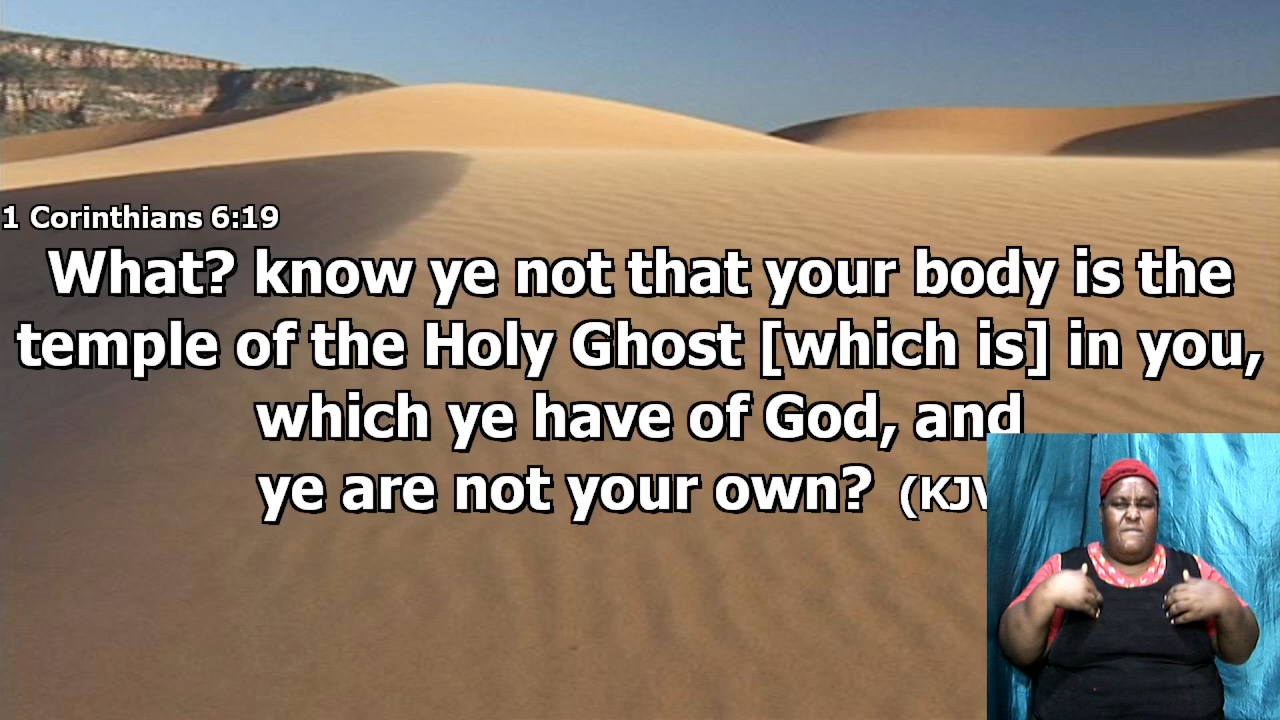 1 Corinthians 6:19
What? know ye not that your body is the
temple of the Holy Ghost [which is] in you,
which ye have of God, and
ye are not your own?